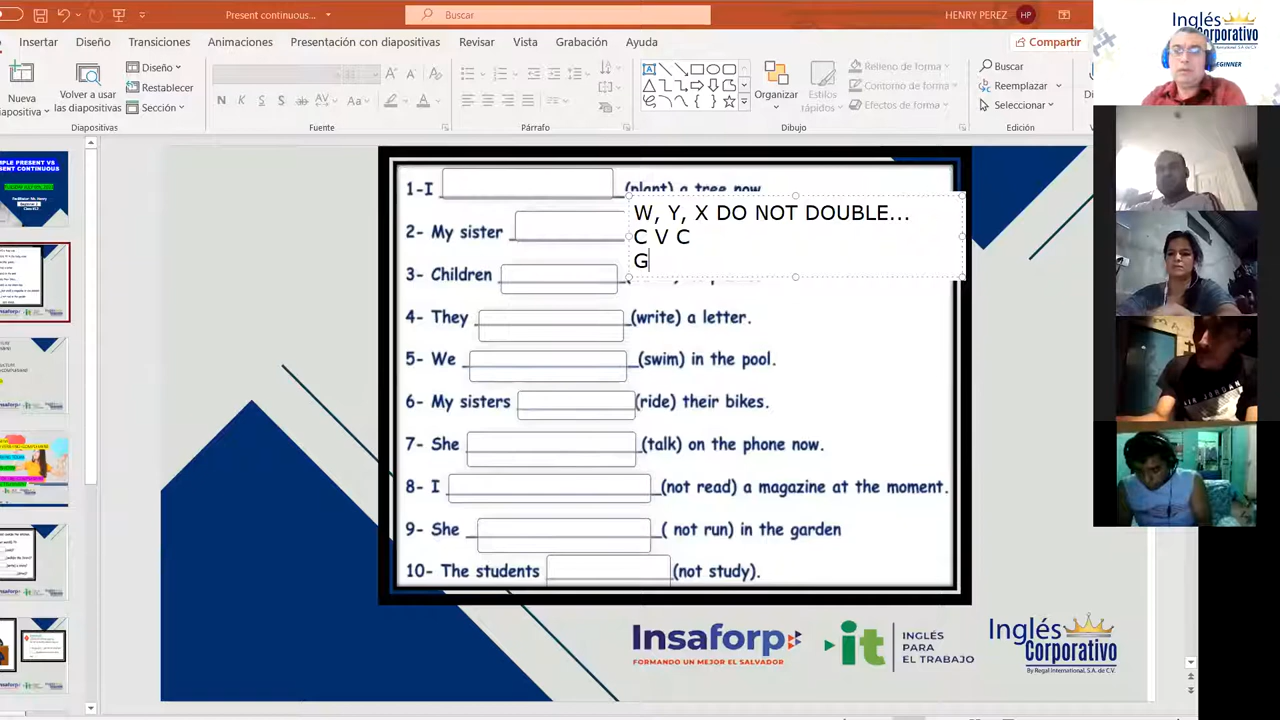 Present continuous...
Buscar
HENRY PEREZ
HP
Insertar
Diseño
Transiciones
Animaciones
Presentación con diapositivas
Revisar
Vista
Grabación
Ayuda
Compartir
Nueva
diapositiva
Volver a usar
las diapositivas
Diseño
Restablecer
Sección
Diapositivas
N K S ab AV Aa
Fuente
Párrafo
Organizar
Estilos
rápidos
Relleno de forma
Contorno de forma
Efectos de forma
Dibujo
Buscar
Reemplazar
Seleccionar
Edición
Inglés
Corporativo
BEGINNER
1-I (plant) a tree now.
W, Y, X DO NOT DOUBLE...
C V C
G
2- My sister
3- Children
4- They (write) a letter.
5- We (swim) in the pool.
6- My sisters (ride) their bikes.
7- She (talk) on the phone now.
8- I (not read) a magazine at the moment.
9- She ( not run) in the garden
10- The students (not study).
Insaforp
FORMANDO UN MEJOR EL SALVADOR
it
INGLÉS
PARA
EL TRABAJO
Inglés
Corporativo
By Regal International, S.A. de C.V.
AIR JORDAN